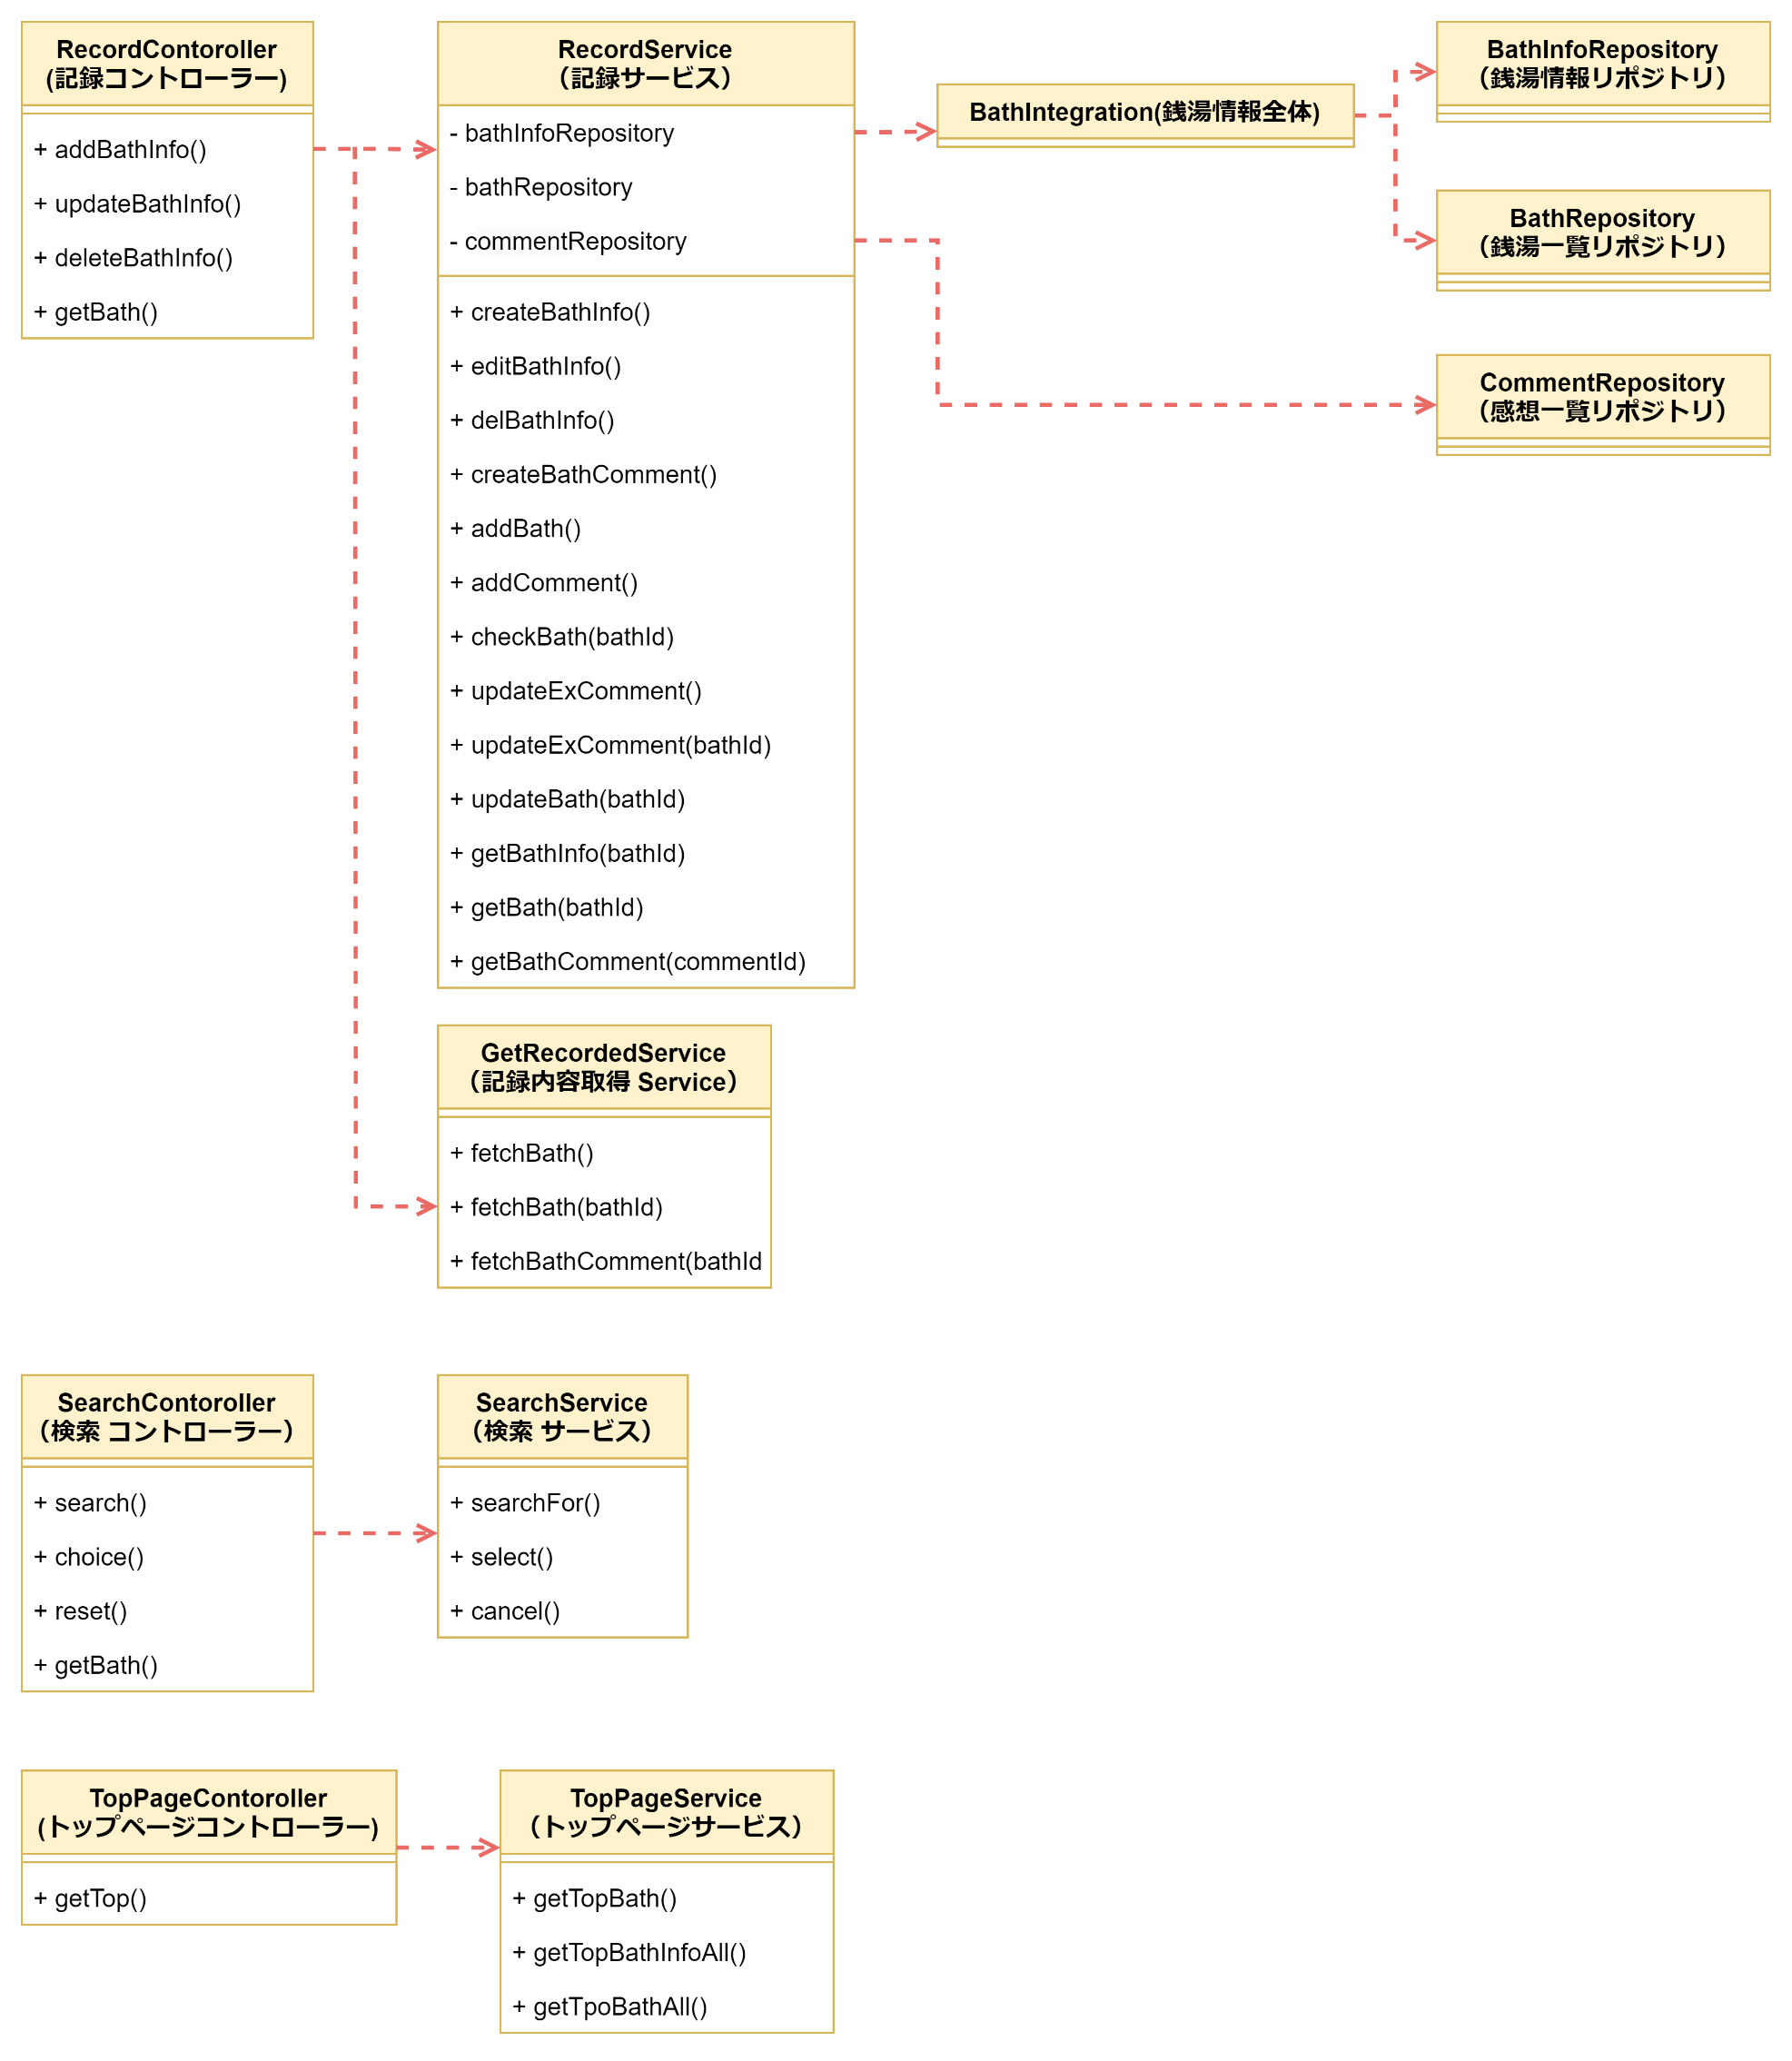 RecordContoroller
(記録コントローラー)
+ addBathInfo()
+ updateBathInfo()
+ deleteBathInfo()
+ getBath()
RecordService
（記録サービス）
- bathInfoRepository
- bathRepository
- commentRepository
+ createBathInfo()
+ editBathInfo()
+ delBathInfo()
+ createBathComment()
+ addBath()
+ addComment()
+ checkBath(bathId)
+ updateExComment()
+ updateExComment(bathId)
+ updateBath(bathId)
+ getBathInfo(bathId)
+ getBath(bathId)
+ getBathComment(commentId)
BathIntegration(銭湯情報全体)
BathInfoRepository
（銭湯情報リポジトリ）
BathRepository
（銭湯一覧リポジトリ）
CommentRepository
（感想一覧リポジトリ）
GetRecordedService
（記録内容取得 Service）
+ fetchBath()
+ fetchBath(bathId)
+ fetchBathComment(bathId
SearchContoroller
（検索 コントローラー）
+ search()
+ choice()
+ reset()
+ getBath()
SearchService
（検索 サービス）
+ searchFor()
+ select()
+ cancel()
TopPageContoroller
(トップページコントローラー)
+ getTop()
TopPageService
（トップページサービス）
+ getTopBath()
+ getTopBathInfoAll()
+ getTpoBathAll()